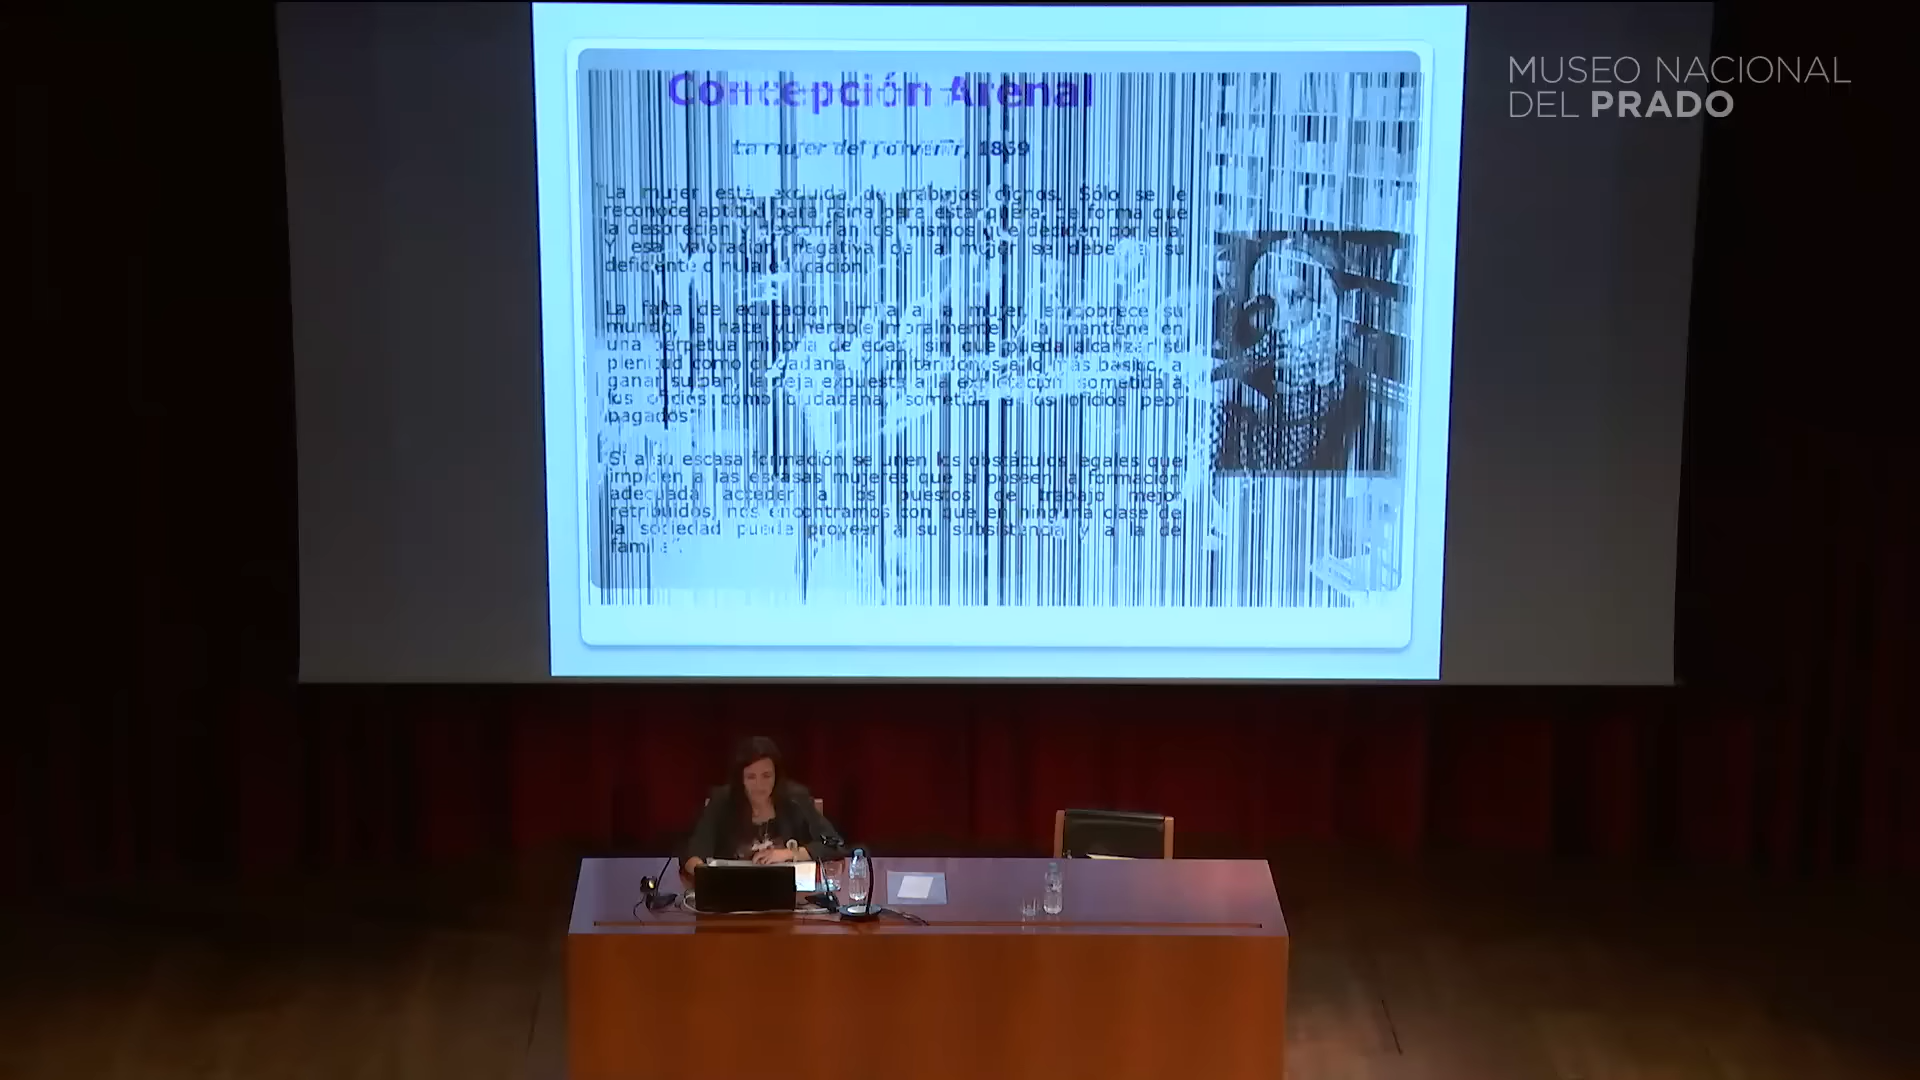 MUSEO NACIONAL
DEL PRADO
Concepción Arenal
La mujer del porvenir, 1869
"La mujer está excluida de trabajos dignos. Sólo se le
reconoce aptitud para reina o para estanquera, de forma que
la desprecian y desconfían los mismos que deciden por ella.
Y esa valoración negativa de la mujer se debe a su
deficiente o nula educación.
La falta de educación limita a la mujer, empobrece su
mundo, la hace vulnerable moralmente y la mantiene en
una perpetua minoría de edad, sin que pueda alcanzar su
plenitud como ciudadana. Y limitándonos a lo más básico, a
ganar su pan, la deja expuesta a la explotación, sometida a
los oficios como ciudadana, sometida a los oficios peor
pagados"
"Si a su escasa formación se unen los obstáculos legales que
impiden a las escasas mujeres que sí poseen la formación
adecuada acceder a los puestos de trabajo mejor
retribuidos, nos encontramos con que en ninguna clase de
la sociedad puede proveer a su subsistencia y a la de
familia".